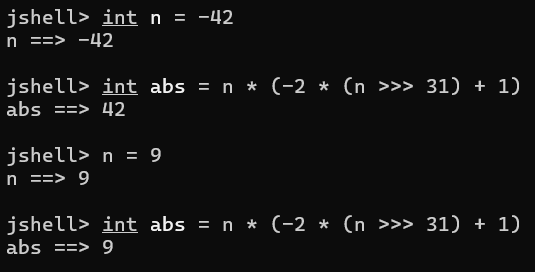 jshell> int n = -42
n ==> -42
jshell> int abs = n * (-2 * (n >>> 31) + 1)
abs ==> 42
jshell> n = 9
n ==> 9
jshell> int abs = n * (-2 * (n >>> 31) + 1)
abs ==> 9